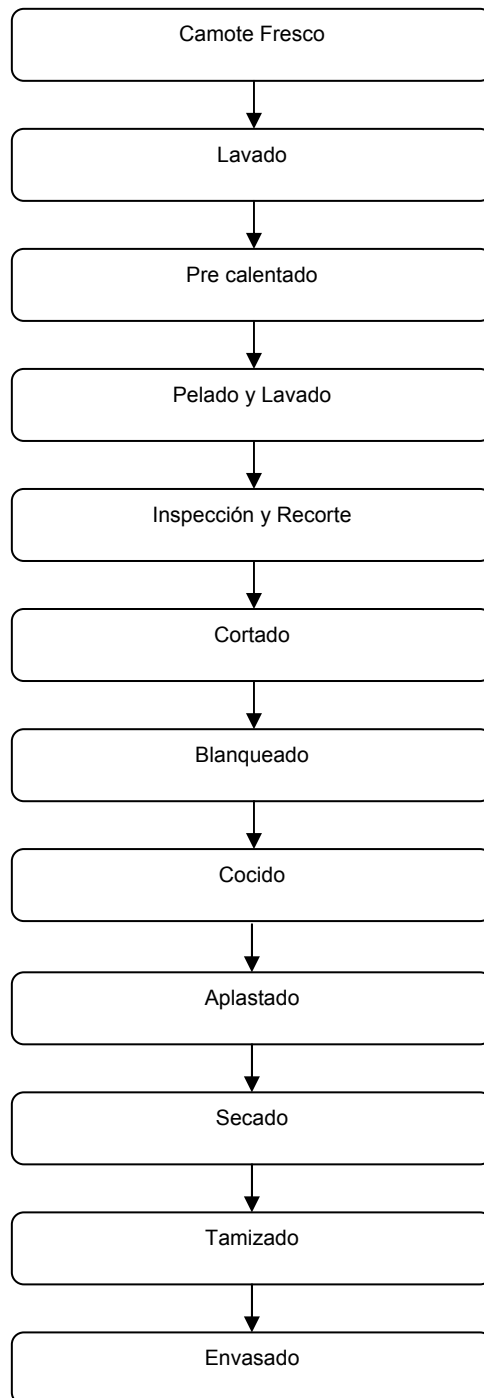 Camote Fresco
Lavado
Pre calentado
Pelado y Lavado
Inspección y Recorte
Cortado
Blanqueado
Cocido
Aplastado
Secado
Tamizado
Envasado